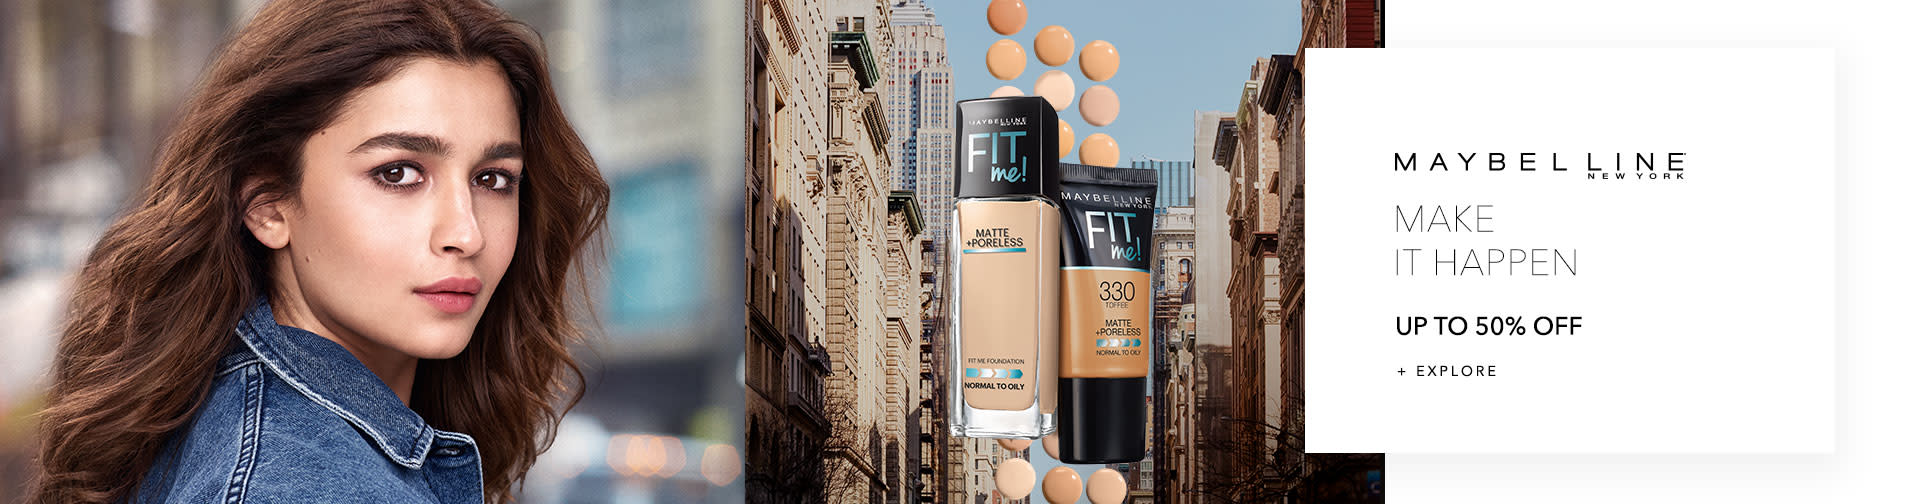 MAYBELLINE
NEW YORK
FIT
me!
MATTE
+PORELESS
FIT ME FOUNDATION
NORMAL TO OILY
MAYBELLINE
NEW YORK
FIT
me!
330
TOFFEE
MATTE
+PORELESS
NORMAL TO OILY
MAYBELLINE
NEW YORK
MAKE
IT HAPPEN
UP TO 50% OFF
+ EXPLORE